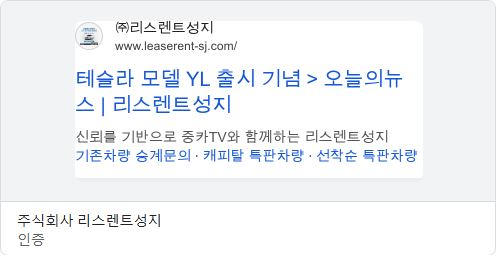 ㈜리스렌트성지
www.leaserent-sj.com/
테슬라 모델 YL 출시 기념 > 오늘의뉴
스 | 리스렌트성지
신뢰를 기반으로 중카TV와 함께하는 리스렌트성지
기존차량 승계문의 · 캐피탈 특판차량 · 선착순 특판차량
주식회사 리스렌트성지
인증